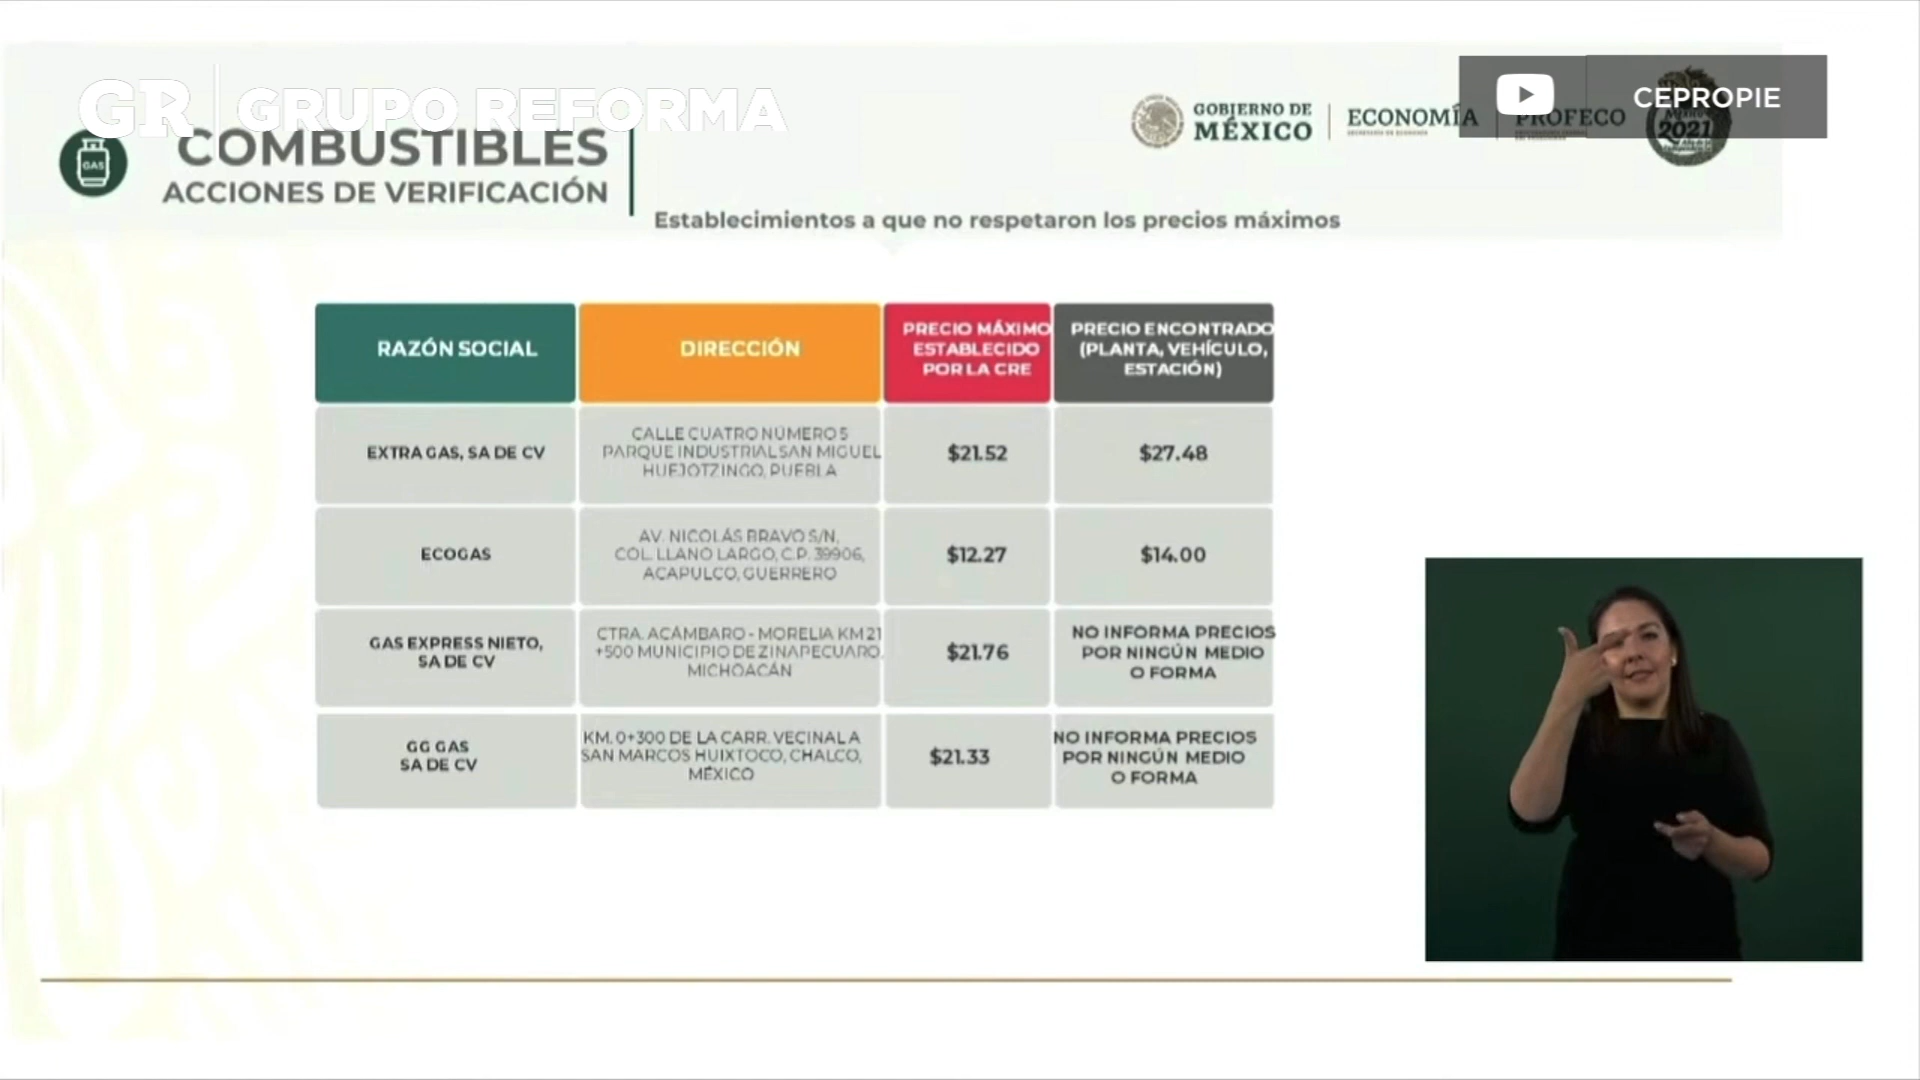 GR GRUPO REFORMA
CEPROPIE
GAS
COMBUSTIBLES
ACCIONES DE VERIFICACIÓN
GOBIERNO DE
MÉXICO
ECONOMÍA
PROFECO
2021
Establecimientos a que no respetaron los precios máximos
RAZÓN SOCIAL
DIRECCIÓN
PRECIO MÁXIMO
ESTABLECIDO
POR LA CRE
PRECIO ENCONTRADO
(PLANTA, VEHÍCULO,
ESTACIÓN)
EXTRA GAS, SA DE CV
CALLE CUATRO NÚMERO 5
PARQUE INDUSTRIAL SAN MIGUEL
HUEJOTZINGO, PUEBLA
$21.52
$27.48
ECOGAS
AV. NICOLÁS BRAVO S/N,
COL. LLANO LARGO, C.P. 39906,
ACAPULCO, GUERRERO
$12.27
$14.00
GAS EXPRESS NIETO,
SA DE CV
CTRA. ACÁMBARO - MORELIA KM 21
+500 MUNICIPIO DE ZINAPECUARO,
MICHOACÁN
$21.76
NO INFORMA PRECIOS
POR NINGÚN MEDIO
O FORMA
GG GAS
SA DE CV
KM. 0+300 DE LA CARR. VECINAL A
SAN MARCOS HUIXTOCO, CHALCO,
MÉXICO
$21.33
NO INFORMA PRECIOS
POR NINGÚN MEDIO
O FORMA